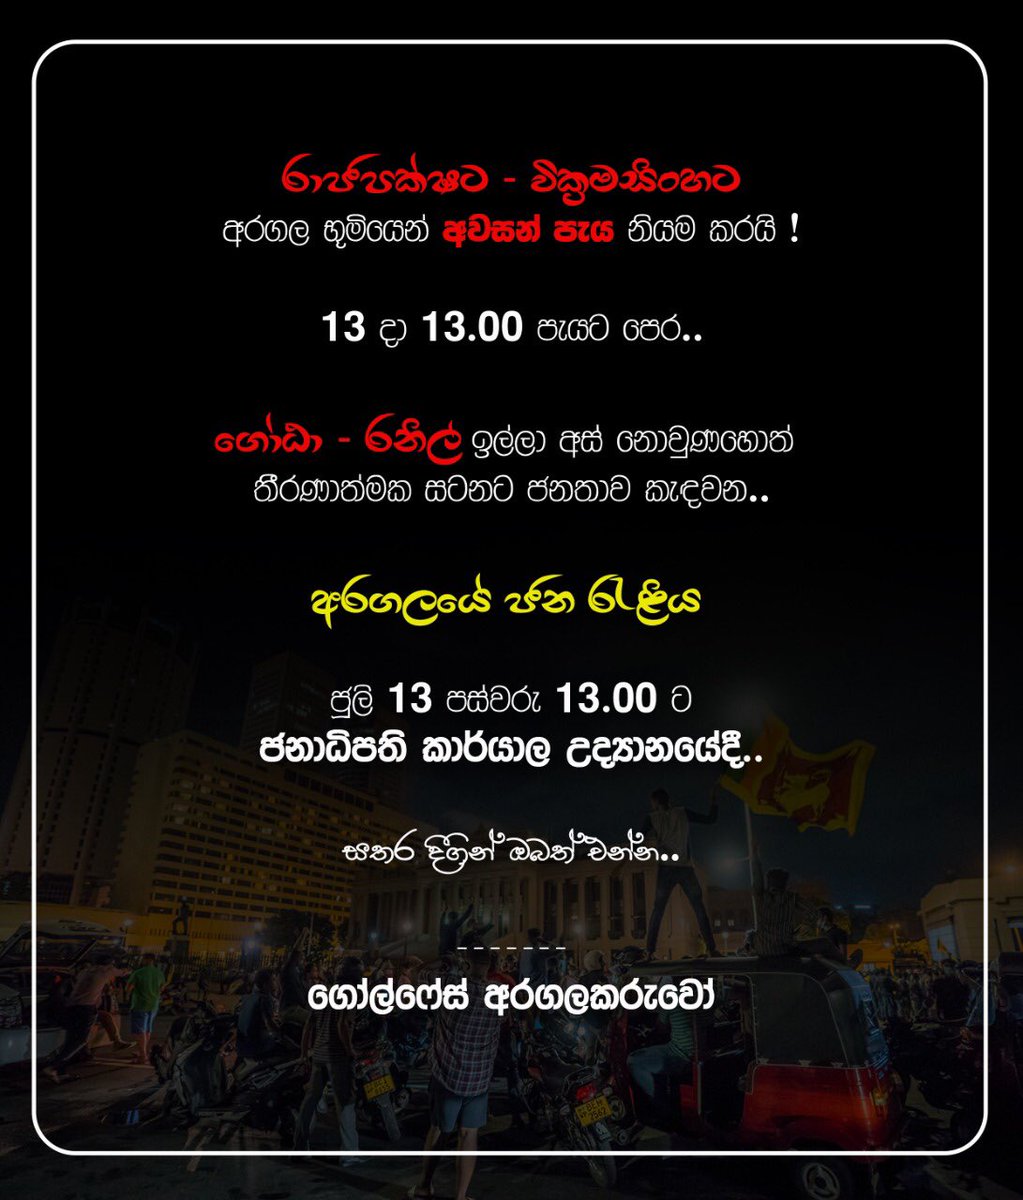 රාජපක්ෂට - වික්‍රමසිංහට
අරගල භූමියෙන් අවසන් පැය නියම කරයි !
13 දා 13.00 පැයට පෙර..
ගෝඨා - රනිල් ඉල්ලා අස් නොවුණහොත්
තීරණාත්මක සටනට ජනතාව කැඳවන..
අරගලයේ ජන රැළිය
ජූලි 13 පස්වරු 13.00 ට
ජනාධිපති කාර්යාල උද්‍යානයේදී..
සතර දිගින් ඔබත් එන්න..
-------
ගෝල්ෆේස් අරගලකරුවෝ